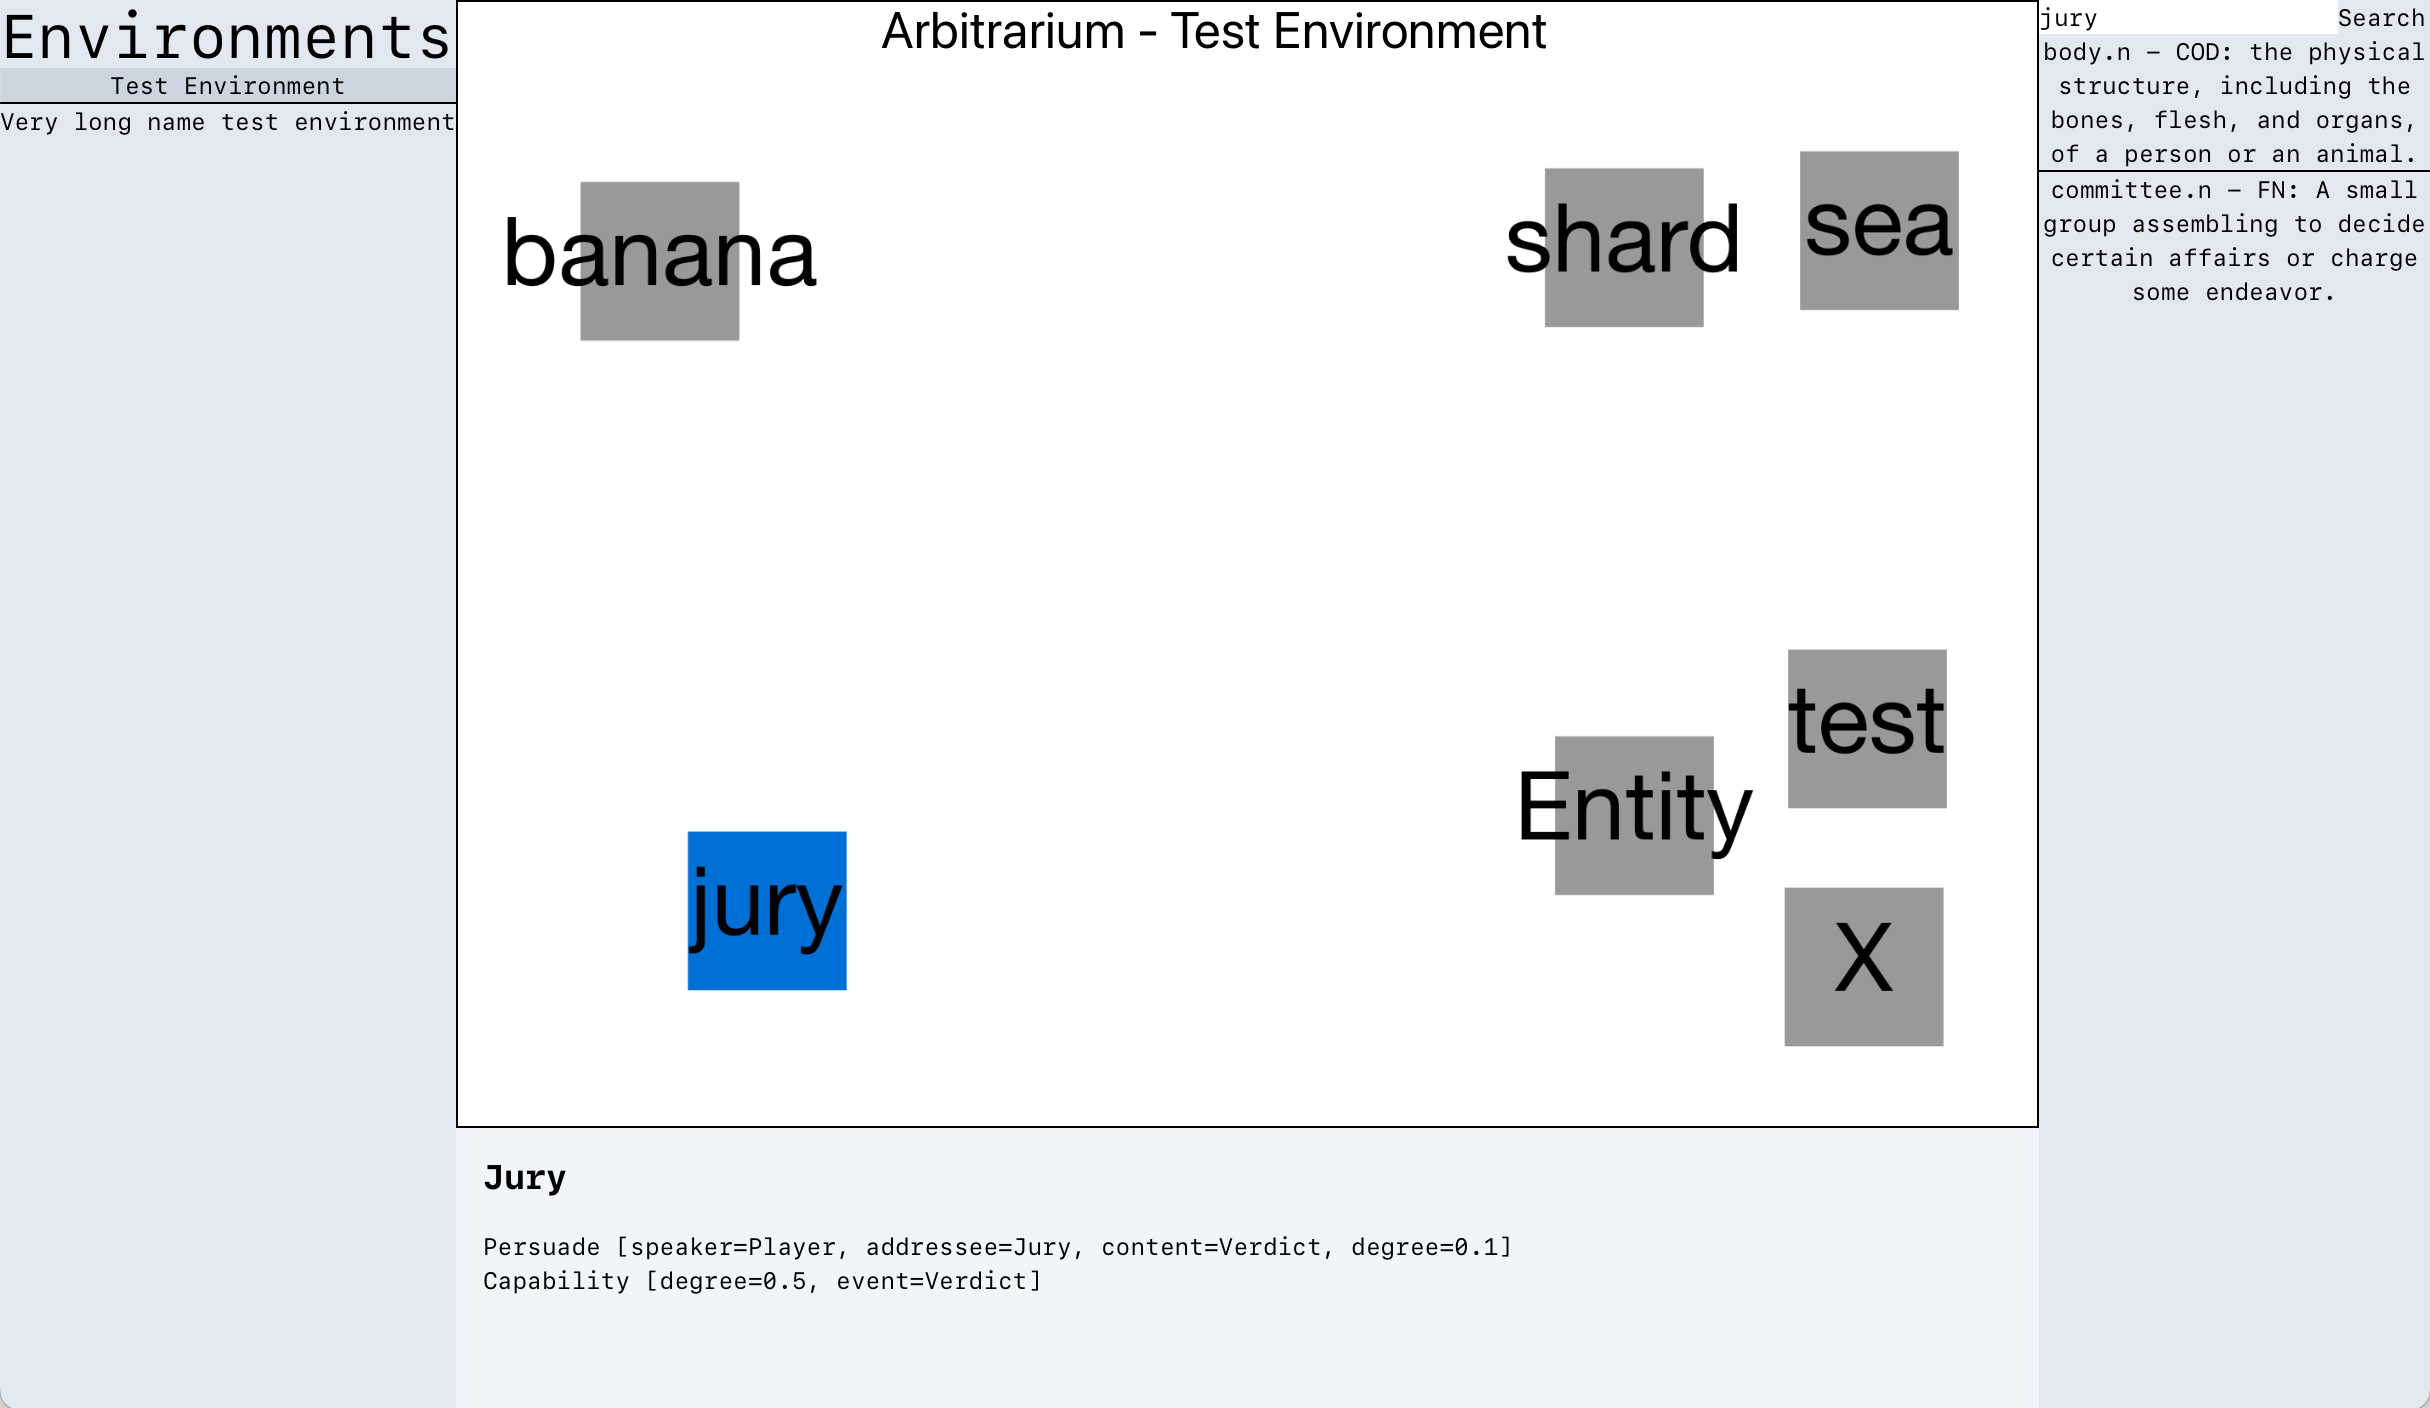 Environments
Test Environment
Very long name test environment
Arbitrarium - Test Environment
banana
shard
sea
test
Entity
jury
X
Jury
Persuade [speaker=Player, addressee=Jury, content=Verdict, degree=0.1]
Capability [degree=0.5, event=Verdict]
jury
Search
body.n – COD: the physical
structure, including the
bones, flesh, and organs,
of a person or an animal.
committee.n – FN: A small
group assembling to decide
certain affairs or charge
some endeavor.